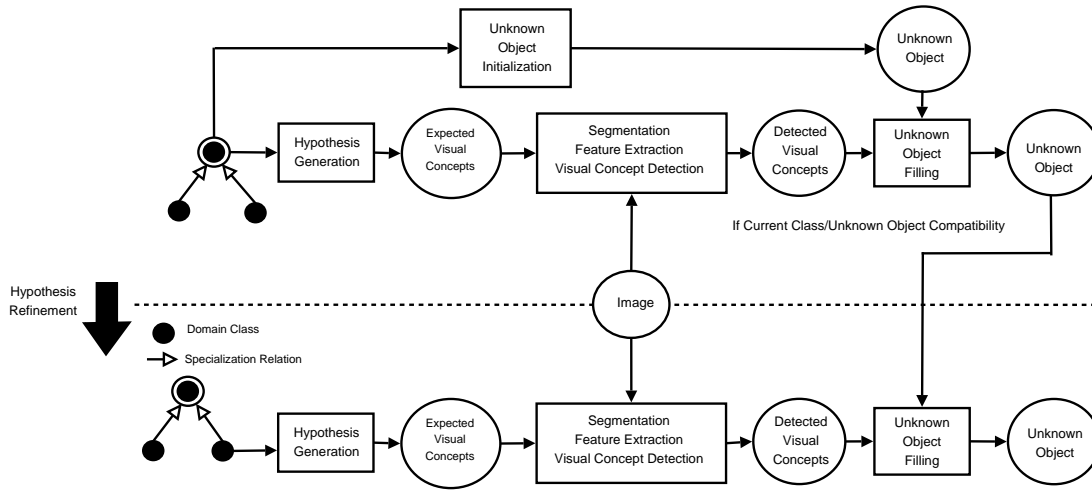 Unknown
Object
Initialization
Unknown
Object
Hypothesis
Generation
Expected
Visual
Concepts
Segmentation
Feature Extraction
Visual Concept Detection
Detected
Visual
Concepts
Unknown
Object
Filling
Unknown
Object
If Current Class/Unknown Object Compatibility
Hypothesis
Refinement
Image
Domain Class
Specialization Relation
Hypothesis
Generation
Expected
Visual
Concepts
Segmentation
Feature Extraction
Visual Concept Detection
Detected
Visual
Concepts
Unknown
Object
Filling
Unknown
Object